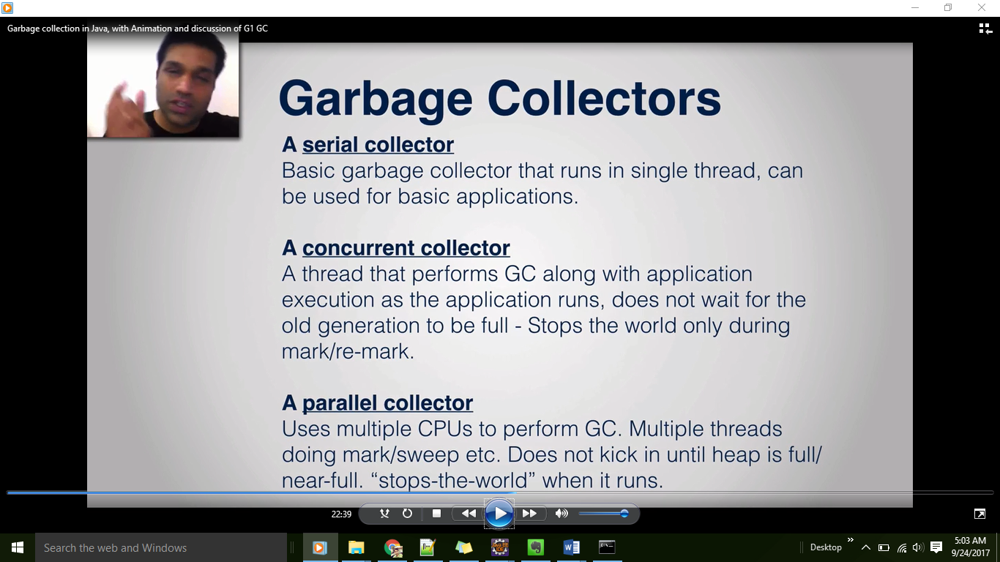 Garbage collection in Java, with Animation and discussion of G1 GC
Garbage Collectors
A serial collector
Basic garbage collector that runs in single thread, can
be used for basic applications.
A concurrent collector
A thread that performs GC along with application
execution as the application runs, does not wait for the
old generation to be full - Stops the world only during
mark/re-mark.
A parallel collector
Uses multiple CPUs to perform GC. Multiple threads
doing mark/sweep etc. Does not kick in until heap is full/
near-full. “stops-the-world” when it runs.
22:39
Search the web and Windows
Desktop
5:03 AM
9/24/2017